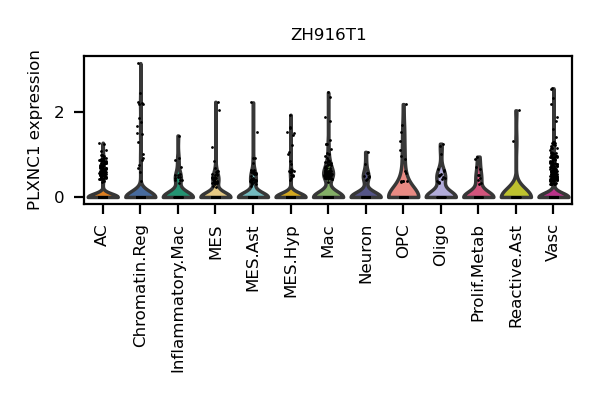 ZH916T1
PLXNC1 expression
2
0
AC
Chromatin.Reg
Inflammatory.Mac
MES
MES.Ast
MES.Hyp
Mac
Neuron
OPC
Oligo
Prolif.Metab
Reactive.Ast
Vasc